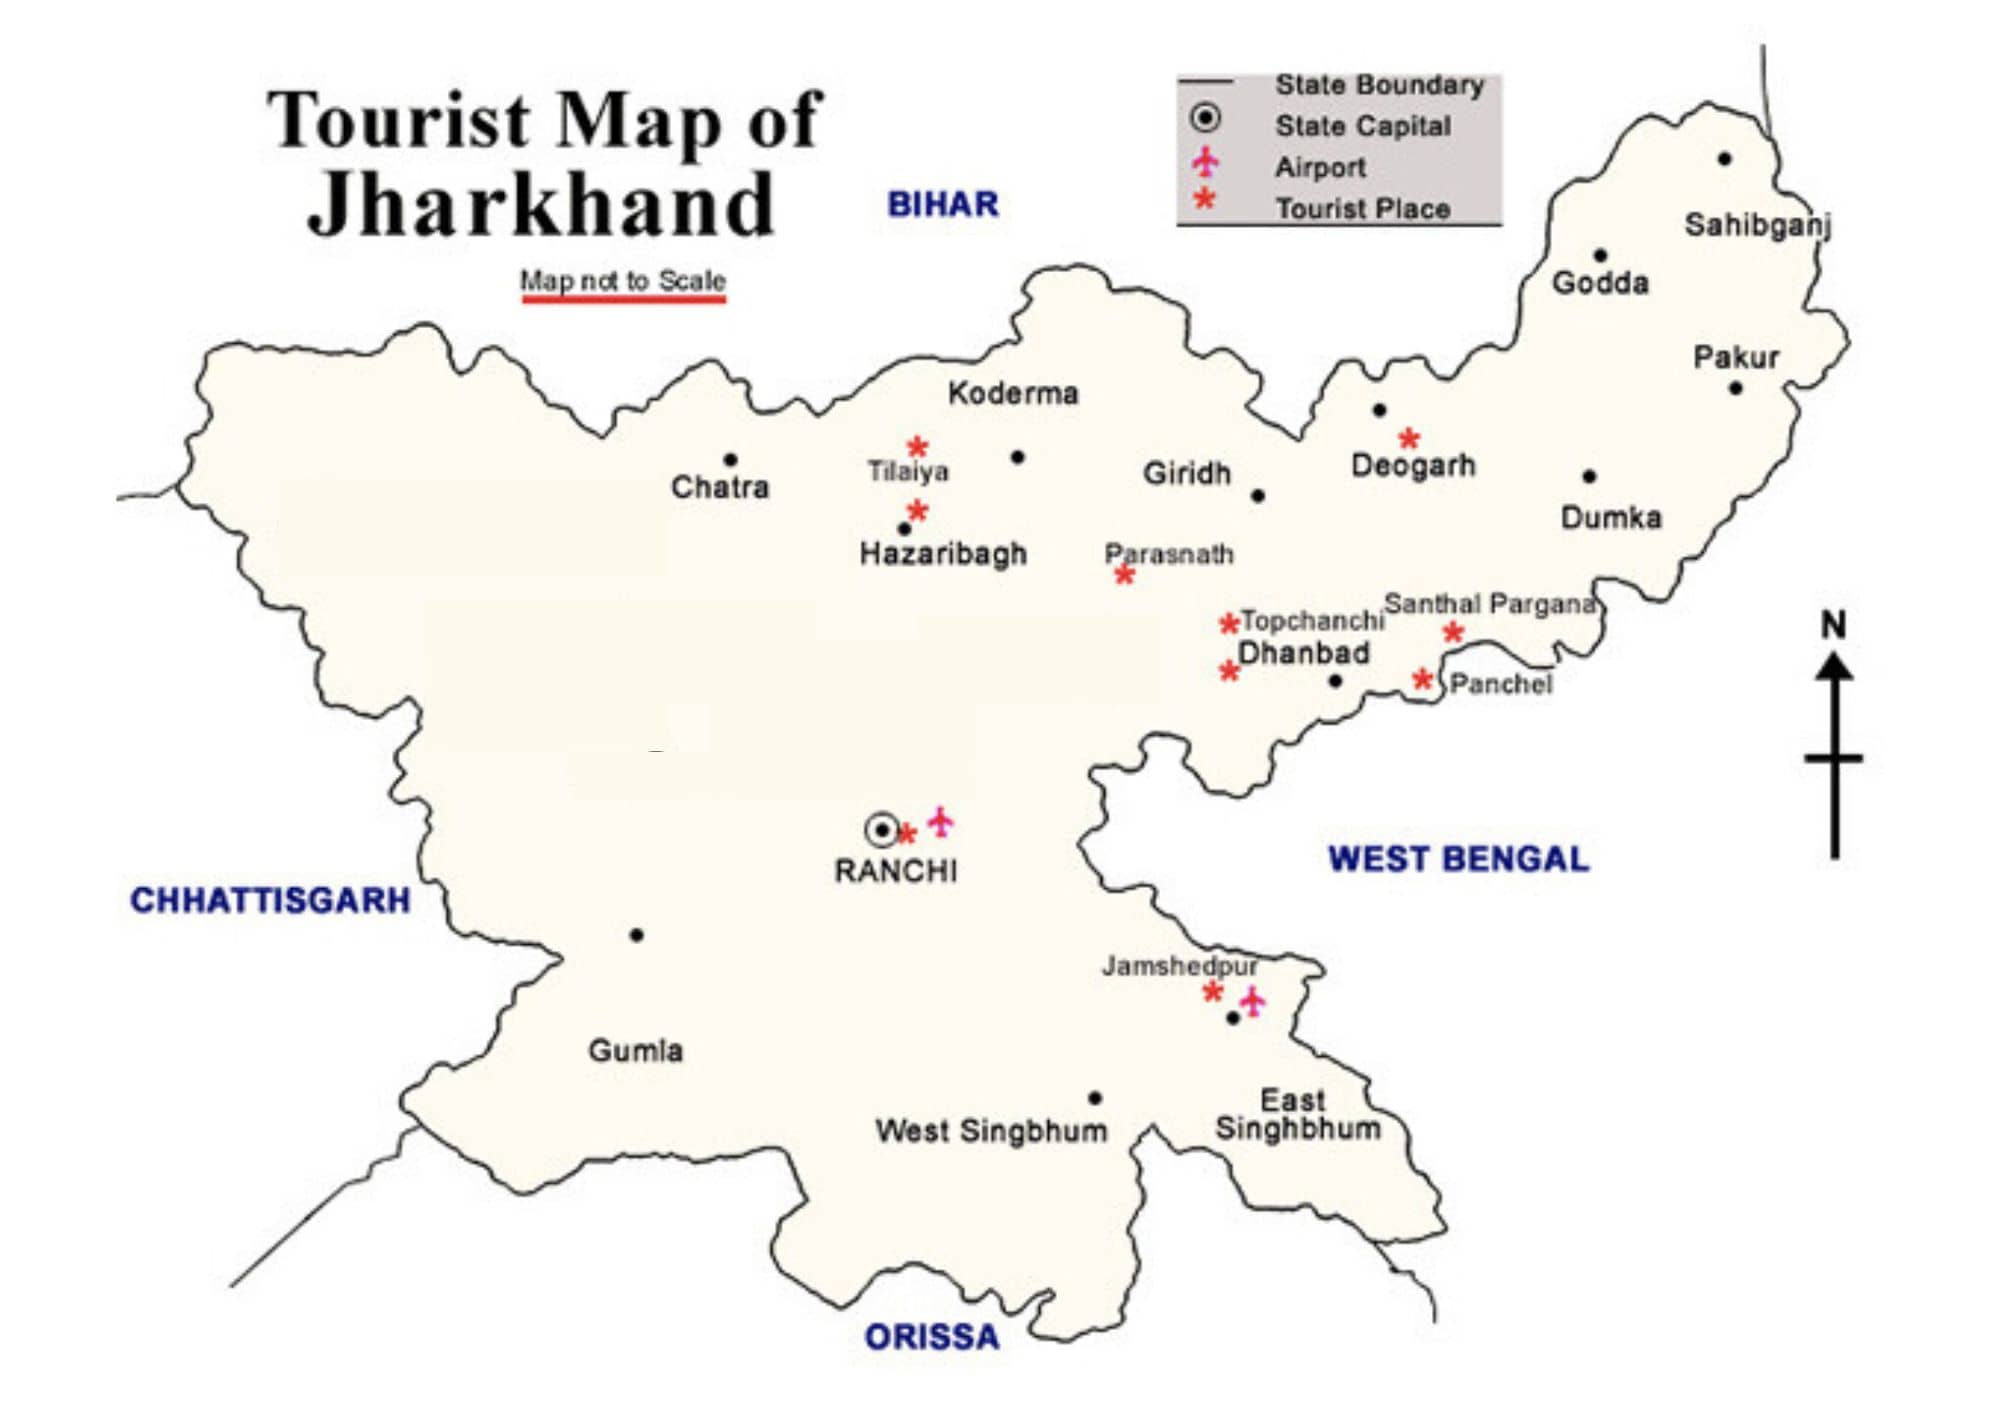 Tourist Map of
Jharkhand
Map not to Scale
State Boundary
State Capital
Airport
Tourist Place
BIHAR
Sahibganj
Godda
Pakur
Koderma
Tilaiya
Chatra
Giridh
Deogarh
Dumka
Hazaribagh
Parasnath
Santhal Pargana
Topchanchi
Dhanbad
Panchel
N
RANCHI
WEST BENGAL
CHHATTISGARH
Jamshedpur
Gumla
East
Singhbhum
West Singbhum
ORISSA